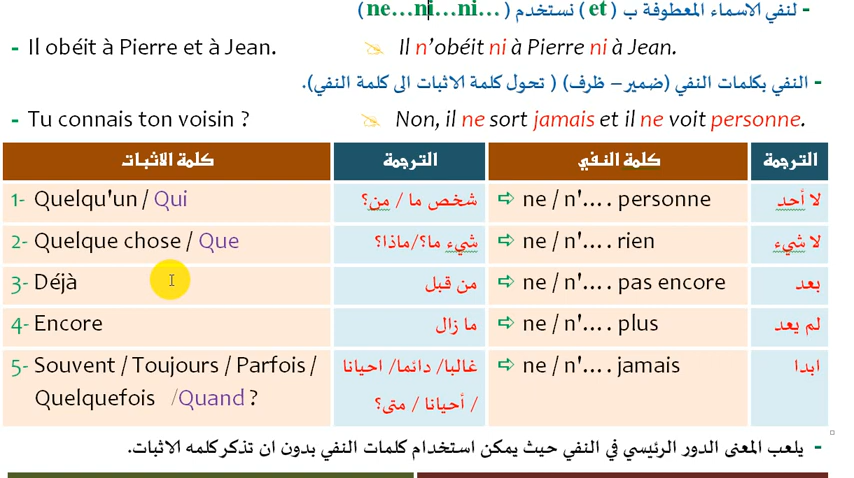 - لنفي الاسماء المعطوفة ب ( et ) نستخدم ( ne…ni…ni… )
- Il obéit à Pierre et à Jean. Il n'obéit ni à Pierre ni à Jean.
- النفي بكلمات النفي (ضمير – ظرف) ( تحول كلمة الاثبات الى كلمة النفي).
- Tu connais ton voisin ? Non, il ne sort jamais et il ne voit personne.
كلمة الاثبات الترجمة كلمة النفي الترجمة
1- Quelqu'un / Qui شخص ما / من؟ ⇨ ne / n'…. personne لا أحد
2- Quelque chose / Que شيء ما؟/ماذا؟ ⇨ ne / n'…. rien لا شيء
3- Déjà من قبل ⇨ ne / n'…. pas encore بعد
4- Encore ما زال ⇨ ne / n'…. plus لم يعد
5- Souvent / Toujours / Parfois / غالبا/ دائما/ احيانا ⇨ ne / n'…. jamais ابدا
Quelquefois /Quand ? / أحيانا / متى؟
- يلعب المعنى الدور الرئيسي في النفي حيث يمكن استخدام كلمات النفي بدون ان تذكر كلمه الاثبات.